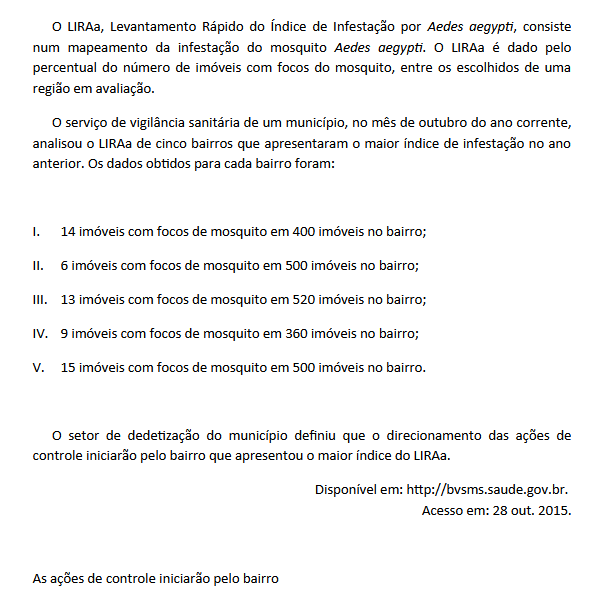 O LIRAa, Levantamento Rápido do Índice de Infestação por Aedes aegypti, consiste
num mapeamento da infestação do mosquito Aedes aegypti. O LIRAa é dado pelo
percentual do número de imóveis com focos do mosquito, entre os escolhidos de uma
região em avaliação.
O serviço de vigilância sanitária de um município, no mês de outubro do ano corrente,
analisou o LIRAa de cinco bairros que apresentaram o maior índice de infestação no ano
anterior. Os dados obtidos para cada bairro foram:
I. 14 imóveis com focos de mosquito em 400 imóveis no bairro;
II. 6 imóveis com focos de mosquito em 500 imóveis no bairro;
III. 13 imóveis com focos de mosquito em 520 imóveis no bairro;
IV. 9 imóveis com focos de mosquito em 360 imóveis no bairro;
V. 15 imóveis com focos de mosquito em 500 imóveis no bairro.
O setor de dedetização do município definiu que o direcionamento das ações de
controle iniciarão pelo bairro que apresentou o maior índice do LIRAa.
Disponível em: http://bvsms.saude.gov.br.
Acesso em: 28 out. 2015.
As ações de controle iniciarão pelo bairro